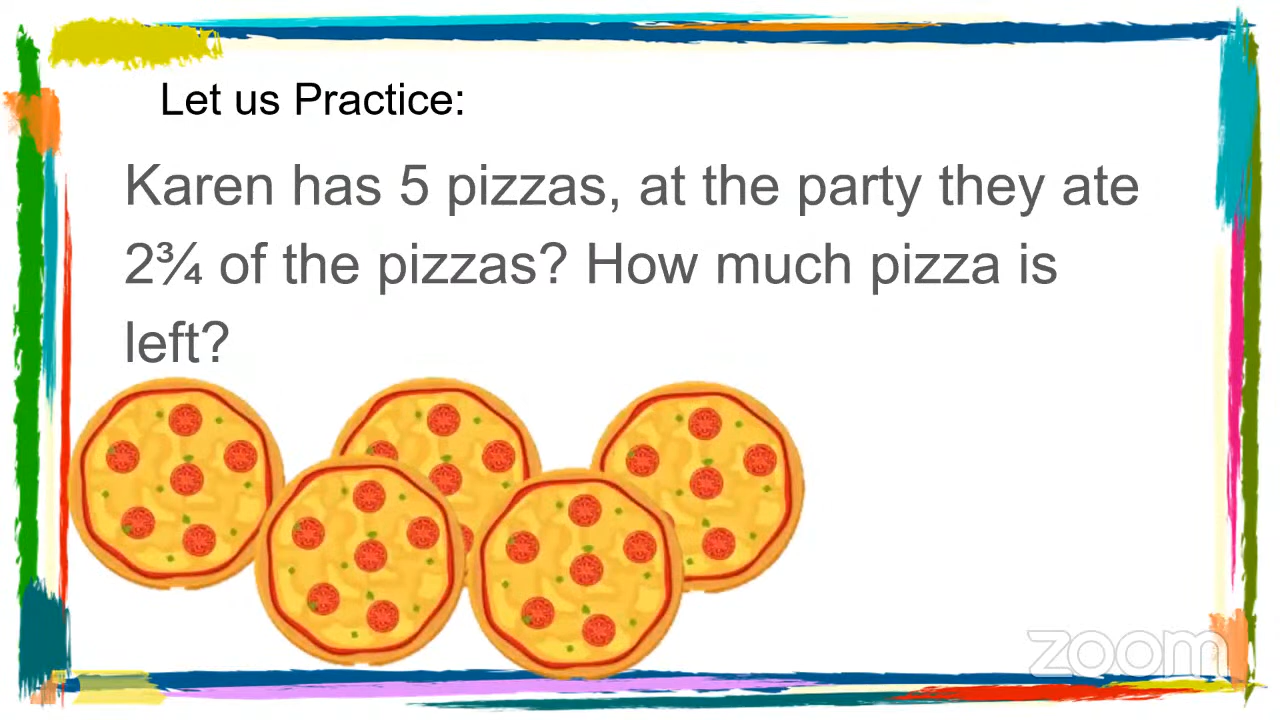 Let us Practice:
Karen has 5 pizzas, at the party they ate
2¾ of the pizzas? How much pizza is
left?
zoom